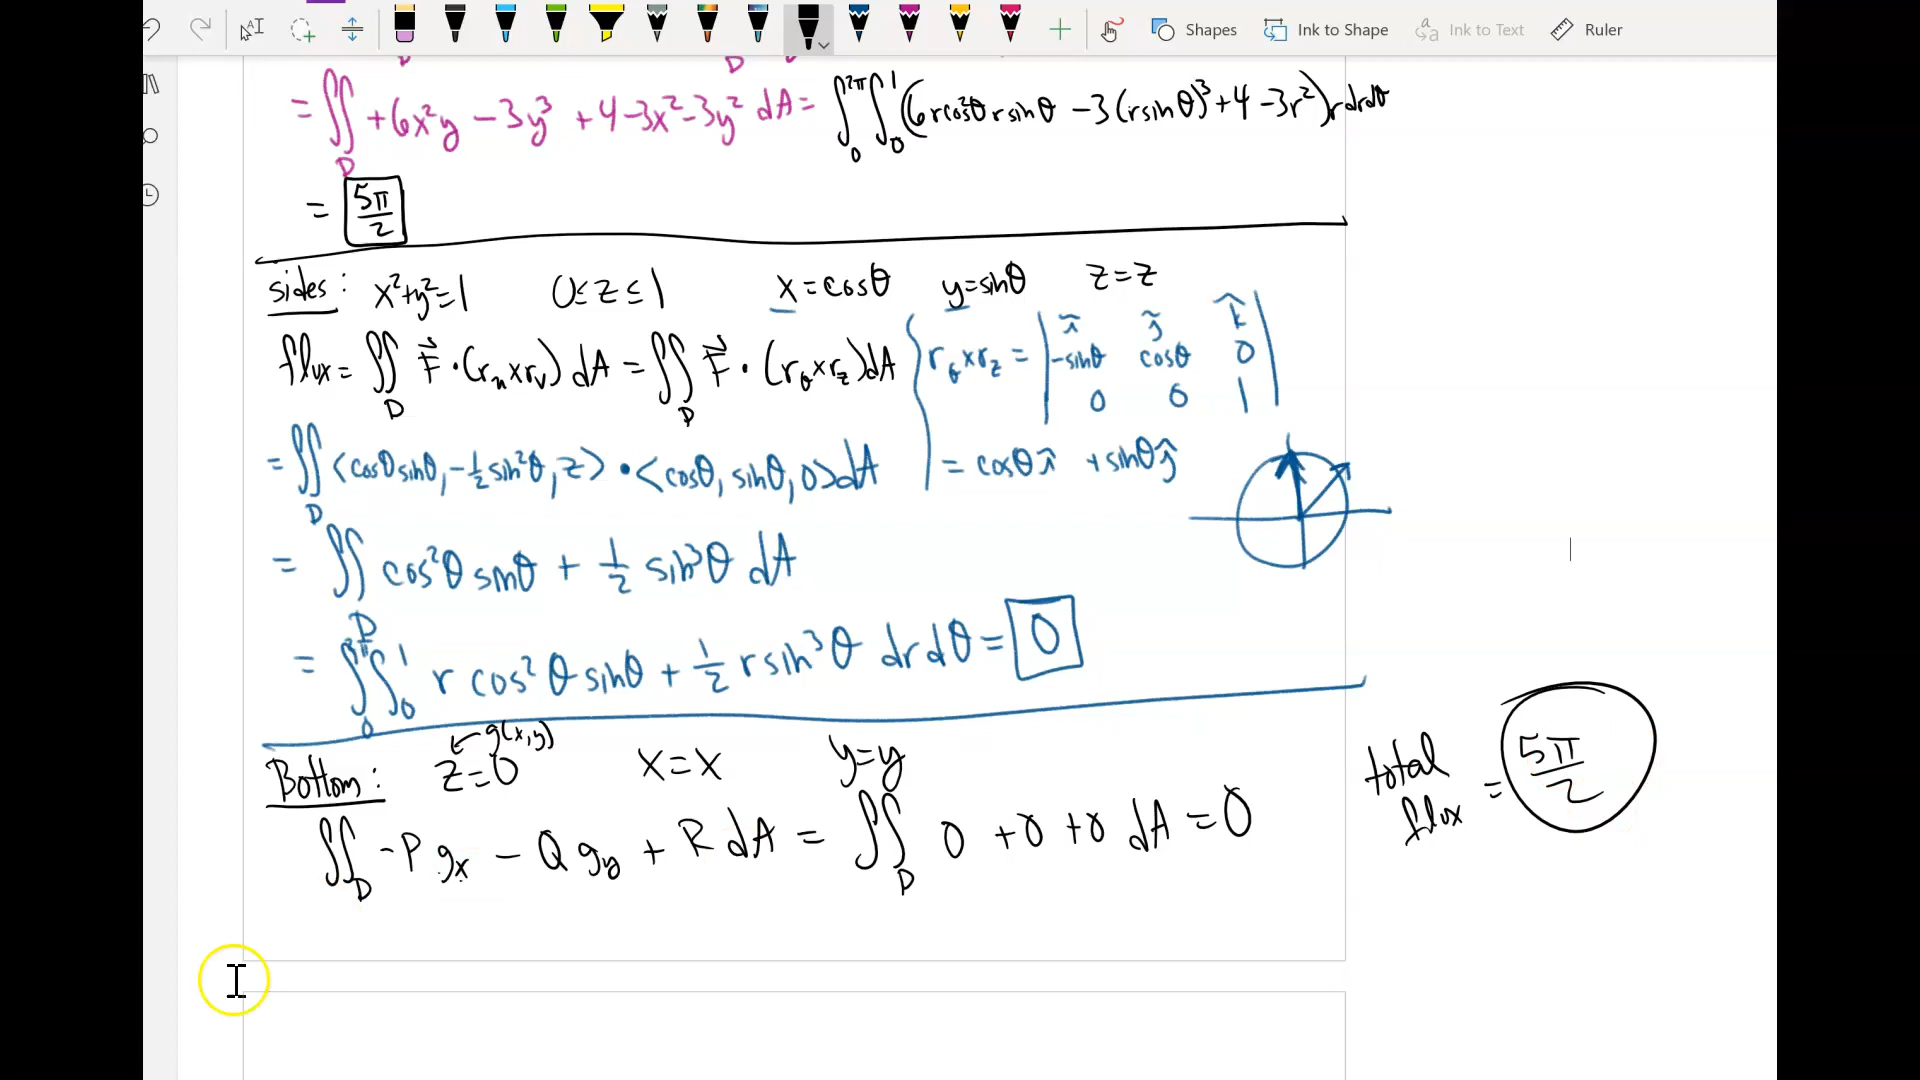 Shapes Ink to Shape Ink to Text Ruler
= ∬_D +6x²y - 3y³ + 4 - 3x² - 3y² dA = ∫₀^2π ∫₀^1 (6rcos²θ r sinθ - 3(r sinθ)³ + 4 - 3r²) r dr dθ
= 5π/2
sides: x²+y²=1 0≤z≤1 x=cosθ y=sinθ z=z
flux = ∬_D F⃗ · (r_u × r_v) dA = ∬_D F⃗ · (r_θ × r_z) dA
r_θ × r_z = | î ĵ k̂ |
| -sinθ cosθ 0 |
| 0 0 1 |
= cosθ î + sinθ ĵ
= ∬_D <cosθ sinθ, -½ sin²θ, z> · <cosθ, sinθ, 0> dA
= ∬_D cos²θ sinθ + ½ sin³θ dA
= ∫₀^2π ∫₀^1 r cos²θ sinθ + ½ r sin³θ dr dθ = 0
Bottom: z=0 ← g(x,y) x=x y=y
∬_D -P g_x - Q g_y + R dA = ∬_D 0 + 0 + 0 dA = 0
total flux = 5π/2